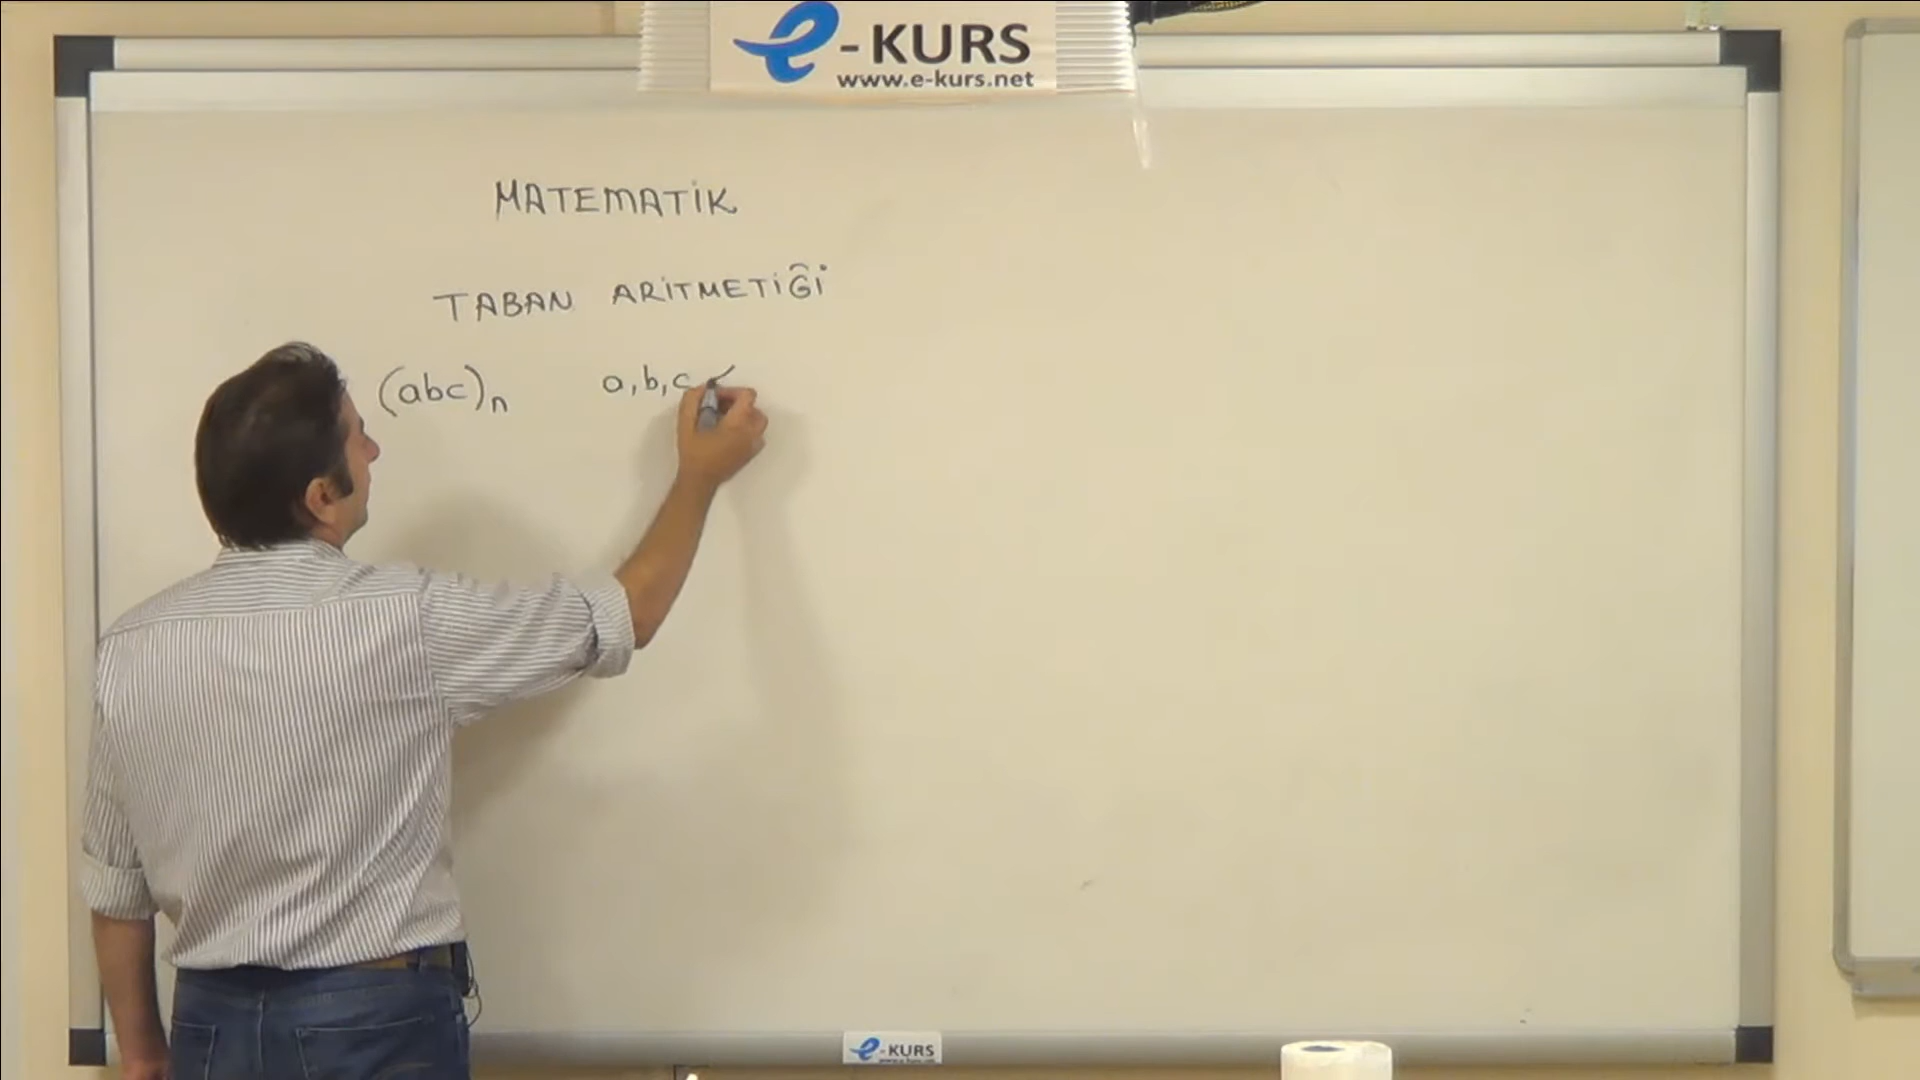 e-KURS
www.e-kurs.net
MATEMATİK
TABAN ARİTMETİĞİ
(abc)n a,b,c <
e-KURS